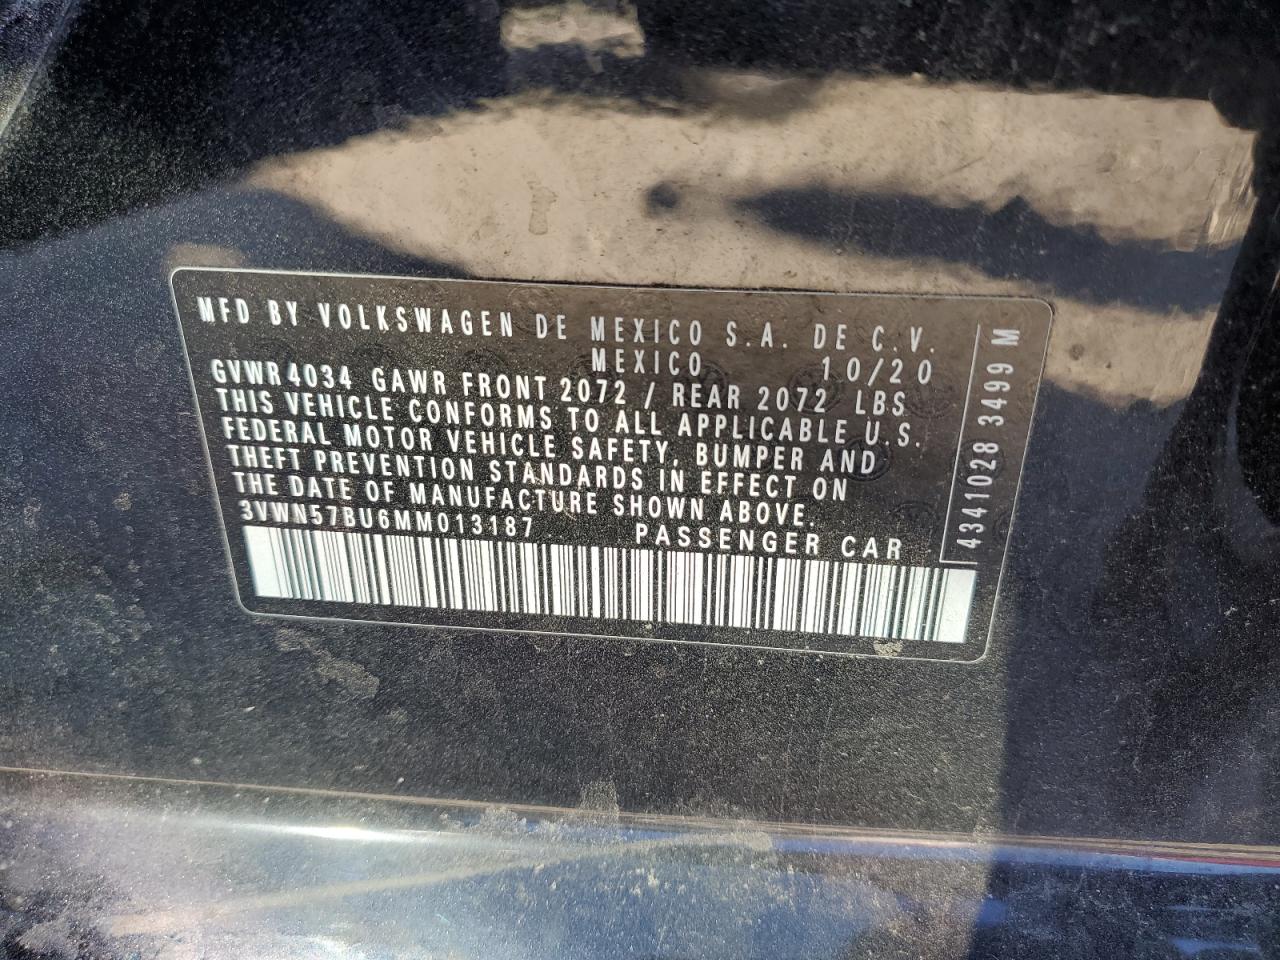 MFD BY VOLKSWAGEN DE MEXICO S.A. DE C.V.
MEXICO 10/20
GVWR 4034 GAWR FRONT 2072 / REAR 2072 LBS
THIS VEHICLE CONFORMS TO ALL APPLICABLE U.S.
FEDERAL MOTOR VEHICLE SAFETY, BUMPER AND
THEFT PREVENTION STANDARDS IN EFFECT ON
THE DATE OF MANUFACTURE SHOWN ABOVE.
3VWN57BU6MM013187 PASSENGER CAR
4341028 3499 M